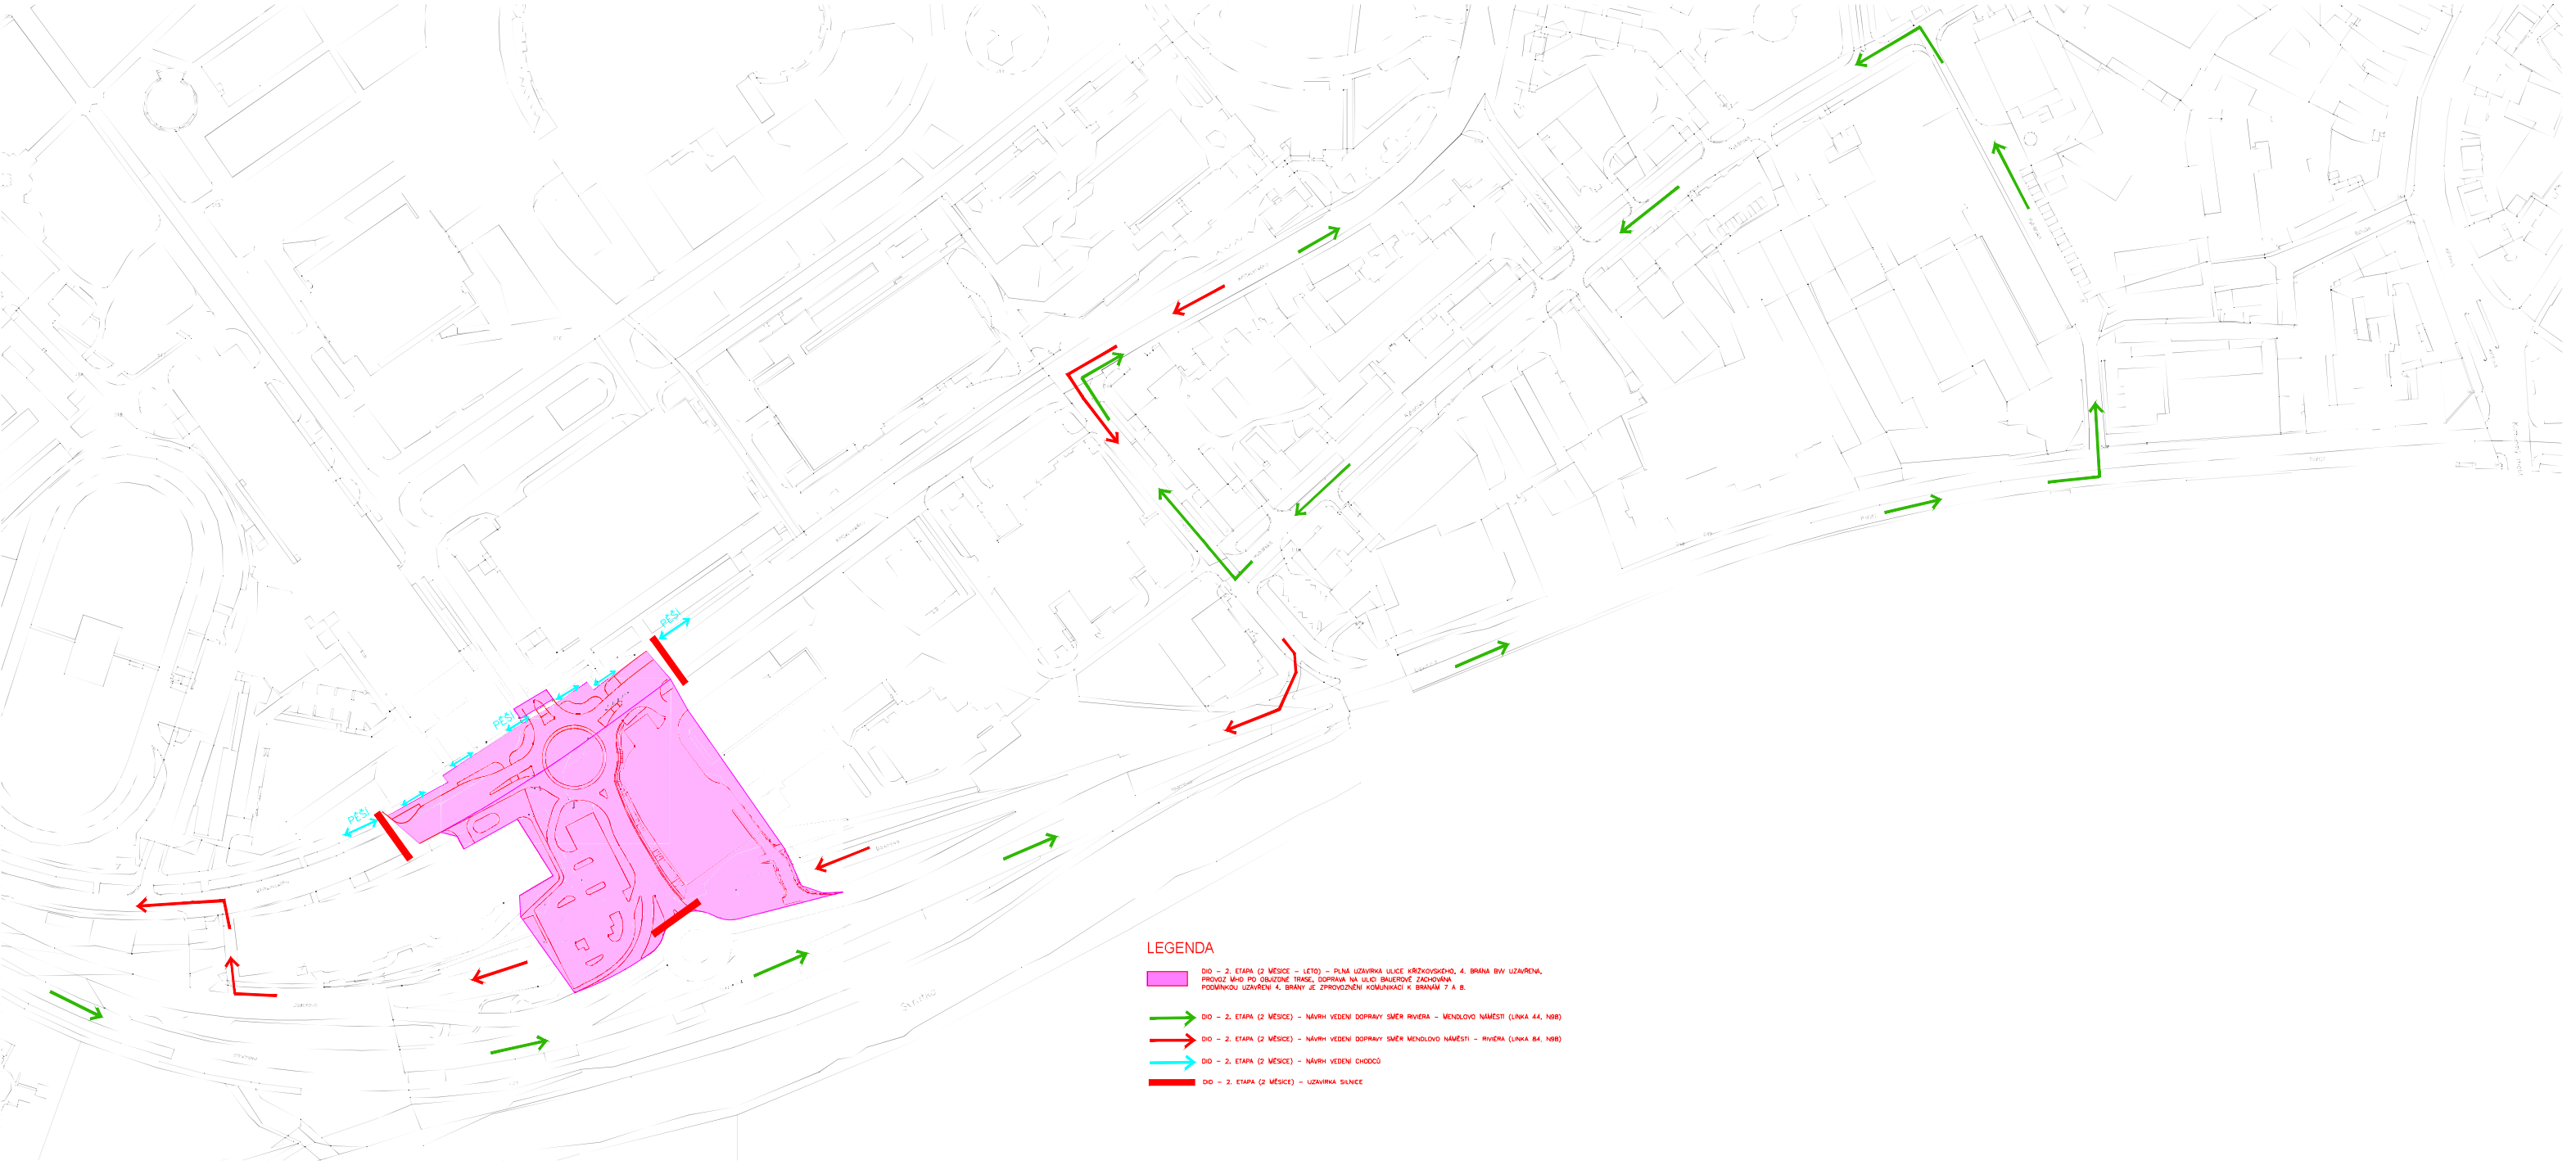 PĚŠÍ
PĚŠÍ
PĚŠÍ
LEGENDA
DIO - 2. ETAPA (2 MĚSÍCE - LÉTO) - PLNÁ UZAVÍRKA ULICE KŘÍŽKOVSKÉHO, 4. BRÁNA BVV UZAVŘENA,
PROVOZ MHD PO OBJÍZDNÉ TRASE, DOPRAVA NA ULICI BAUEROVĚ ZACHOVÁNA
PODMÍNKOU UZAVŘENÍ 4. BRÁNY JE ZPROVOZNĚNÍ KOMUNIKACÍ K BRANÁM 7 A 8.
DIO - 2. ETAPA (2 MĚSÍCE) - NÁVRH VEDENÍ DOPRAVY SMĚR RIVIÉRA - MENDLOVO NÁMĚSTÍ (LINKA 44, N98)
DIO - 2. ETAPA (2 MĚSÍCE) - NÁVRH VEDENÍ DOPRAVY SMĚR MENDLOVO NÁMĚSTÍ - RIVIÉRA (LINKA 84, N98)
DIO - 2. ETAPA (2 MĚSÍCE) - NÁVRH VEDENÍ CHODCŮ
DIO - 2. ETAPA (2 MĚSÍCE) - UZAVÍRKA SILNICE